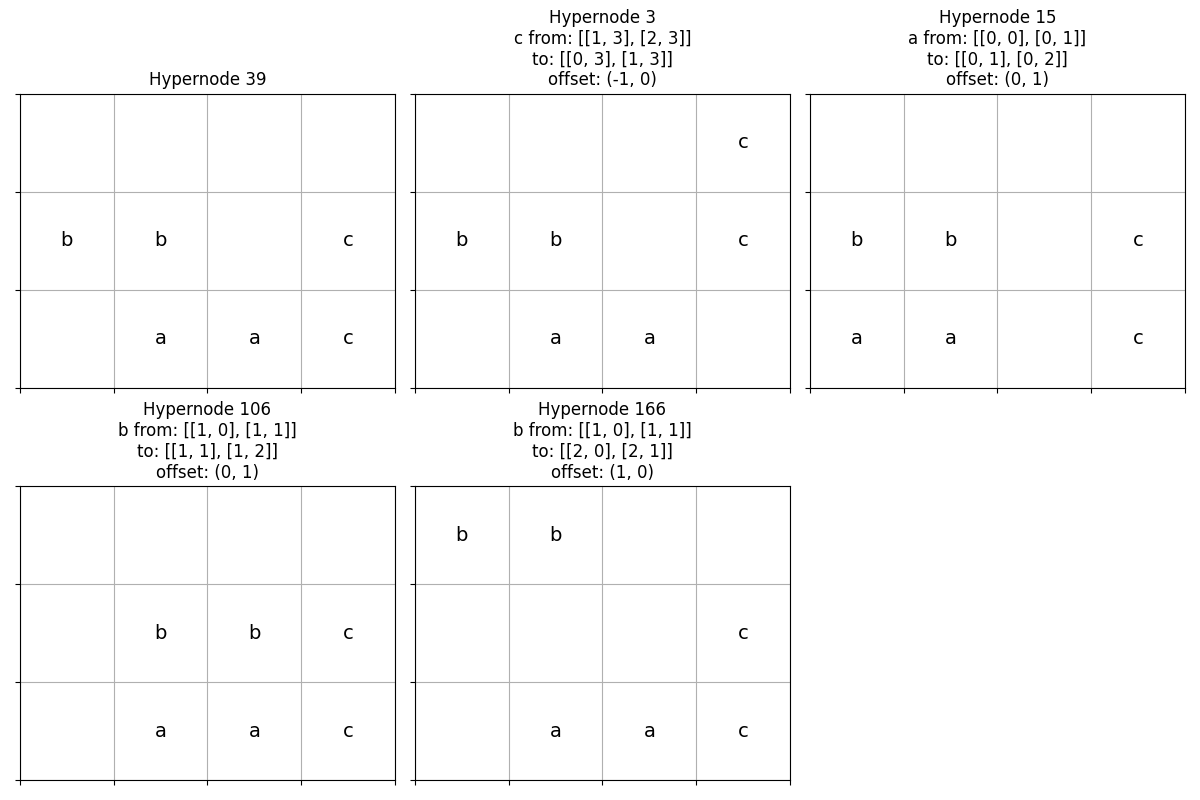 Hypernode 39
b b c
a a c
Hypernode 3
c from: [[1, 3], [2, 3]]
to: [[0, 3], [1, 3]]
offset: (-1, 0)
c
b b c
a a
Hypernode 15
a from: [[0, 0], [0, 1]]
to: [[0, 1], [0, 2]]
offset: (0, 1)
b b c
a a c
Hypernode 106
b from: [[1, 0], [1, 1]]
to: [[1, 1], [1, 2]]
offset: (0, 1)
b b c
a a c
Hypernode 166
b from: [[1, 0], [1, 1]]
to: [[2, 0], [2, 1]]
offset: (1, 0)
b b
c
a a c